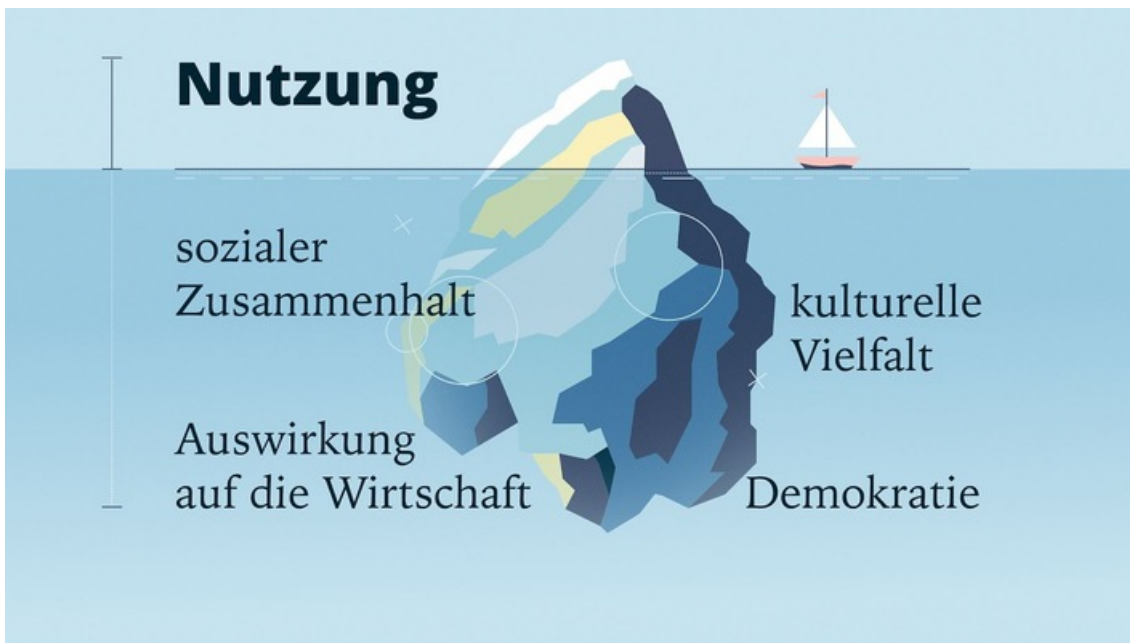 Nutzung
sozialer
Zusammenhalt
kulturelle
Vielfalt
Auswirkung
auf die Wirtschaft
Demokratie